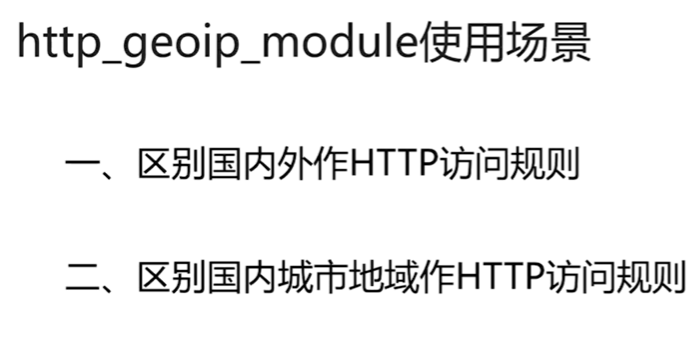 http_geoip_module使用场景
一、区别国内外作HTTP访问规则
二、区别国内城市地域作HTTP访问规则